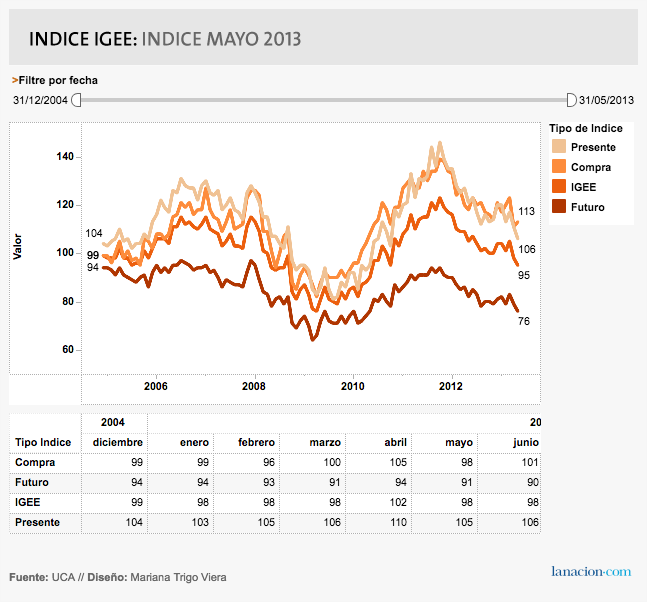 INDICE IGEE: INDICE MAYO 2013
>Filtre por fecha
31/12/2004 31/05/2013
Tipo de Indice
Presente
Compra
IGEE
Futuro
Valor
140
120
100
80
60
104
99
94
113
106
95
76
2006 2008 2010 2012
2004 20
Tipo Indice diciembre enero febrero marzo abril mayo junio
Compra 99 99 96 100 105 98 101
Futuro 94 94 93 91 94 91 90
IGEE 99 98 98 98 102 98 98
Presente 104 103 105 106 110 105 106
Fuente: UCA // Diseño: Mariana Trigo Viera
lanacion.com